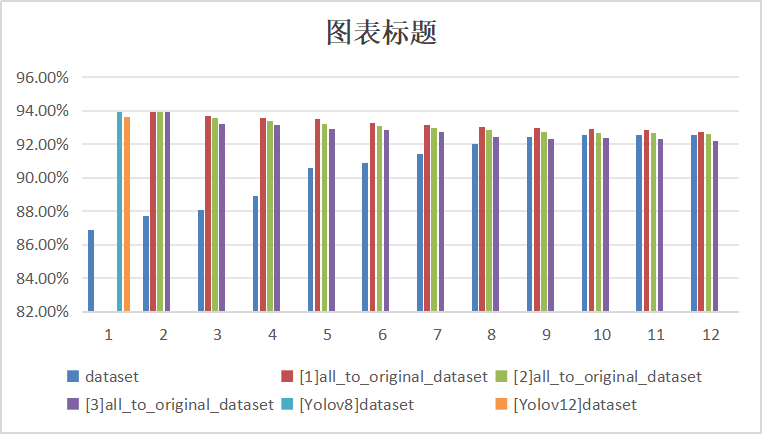 图表标题
96.00%
94.00%
92.00%
90.00%
88.00%
86.00%
84.00%
82.00%
1 2 3 4 5 6 7 8 9 10 11 12
dataset [1]all_to_original_dataset [2]all_to_original_dataset
[3]all_to_original_dataset [Yolov8]dataset [Yolov12]dataset